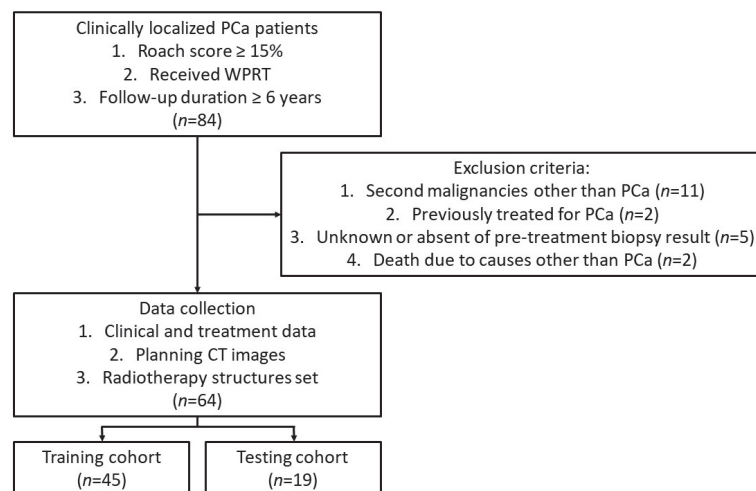 Clinically localized PCa patients
1. Roach score ≥ 15%
2. Received WPRT
3. Follow-up duration ≥ 6 years
(n=84)
Exclusion criteria:
1. Second malignancies other than PCa (n=11)
2. Previously treated for PCa (n=2)
3. Unknown or absent of pre-treatment biopsy result (n=5)
4. Death due to causes other than PCa (n=2)
Data collection
1. Clinical and treatment data
2. Planning CT images
3. Radiotherapy structures set
(n=64)
Training cohort
(n=45)
Testing cohort
(n=19)